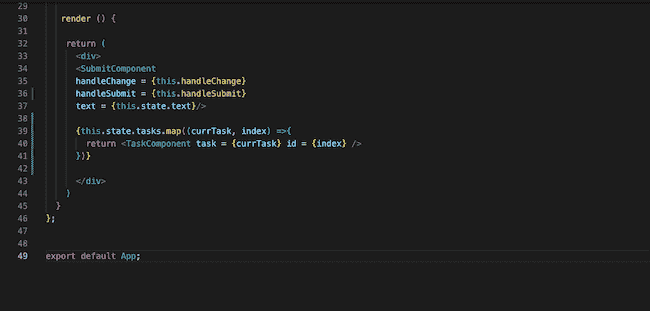 29
30 render () {
31
32 return (
33 <div>
34 <SubmitComponent
35 handleChange = {this.handleChange}
36 handleSubmit = {this.handleSubmit}
37 text = {this.state.text}/>
38
39 {this.state.tasks.map((currTask, index) =>{
40 return <TaskComponent task = {currTask} id = {index} />
41 })}
42
43 </div>
44 )
45 }
46 };
47
48
49 export default App;